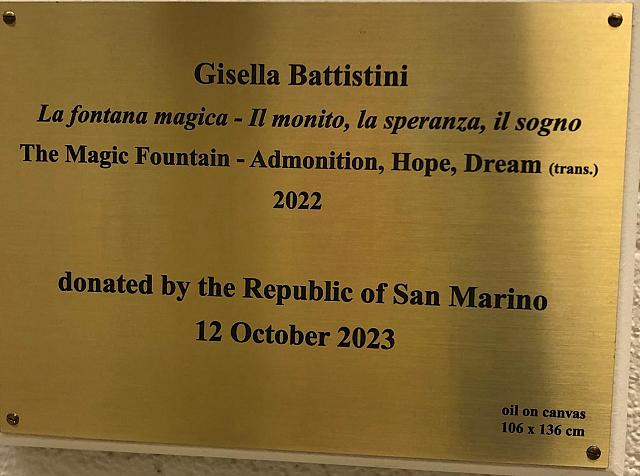 Gisella Battistini
La fontana magica - Il monito, la speranza, il sogno
The Magic Fountain - Admonition, Hope, Dream (trans.)
2022
donated by the Republic of San Marino
12 October 2023
oil on canvas
106 x 136 cm